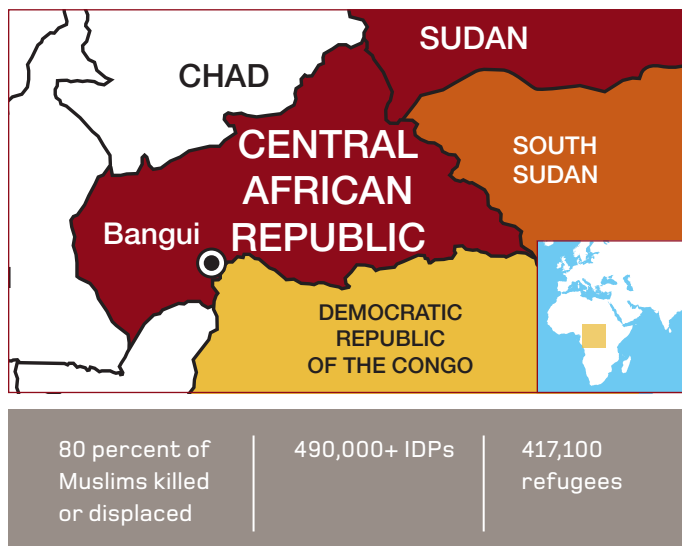 SUDAN
CHAD
CENTRAL
AFRICAN
REPUBLIC
SOUTH
SUDAN
Bangui
DEMOCRATIC
REPUBLIC
OF THE CONGO
80 percent of
Muslims killed
or displaced
490,000+ IDPs
417,100
refugees